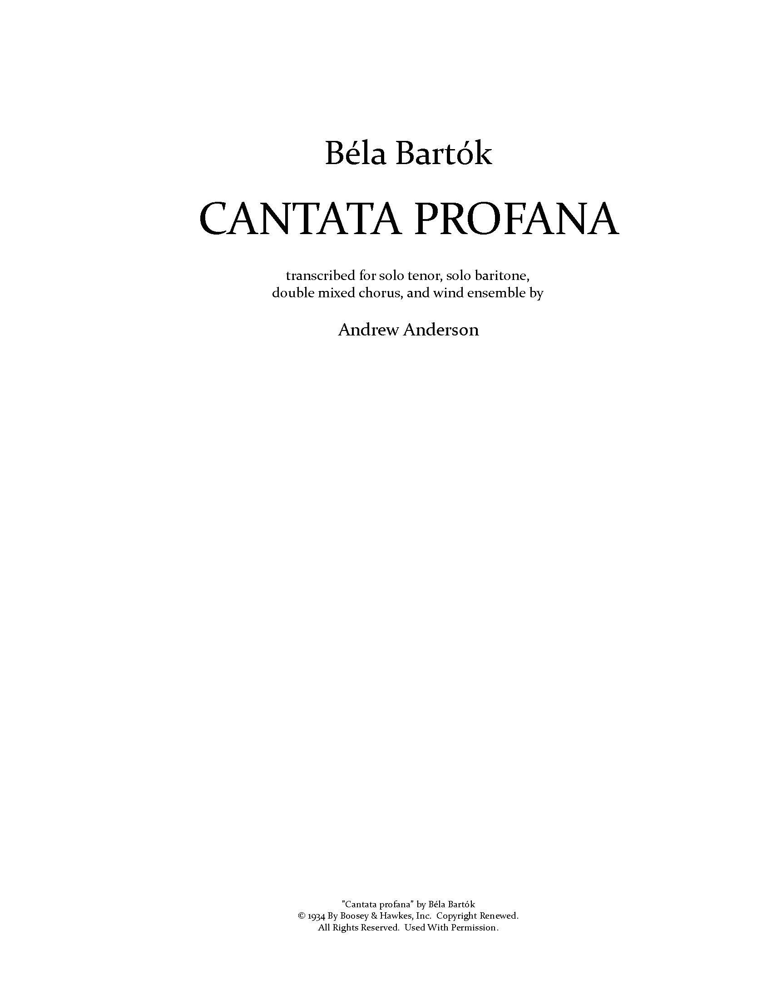 Béla Bartók
CANTATA PROFANA
transcribed for solo tenor, solo baritone,
double mixed chorus, and wind ensemble by
Andrew Anderson
"Cantata profana" by Béla Bartók
© 1934 By Boosey & Hawkes, Inc.  Copyright Renewed.
All Rights Reserved.  Used With Permission.